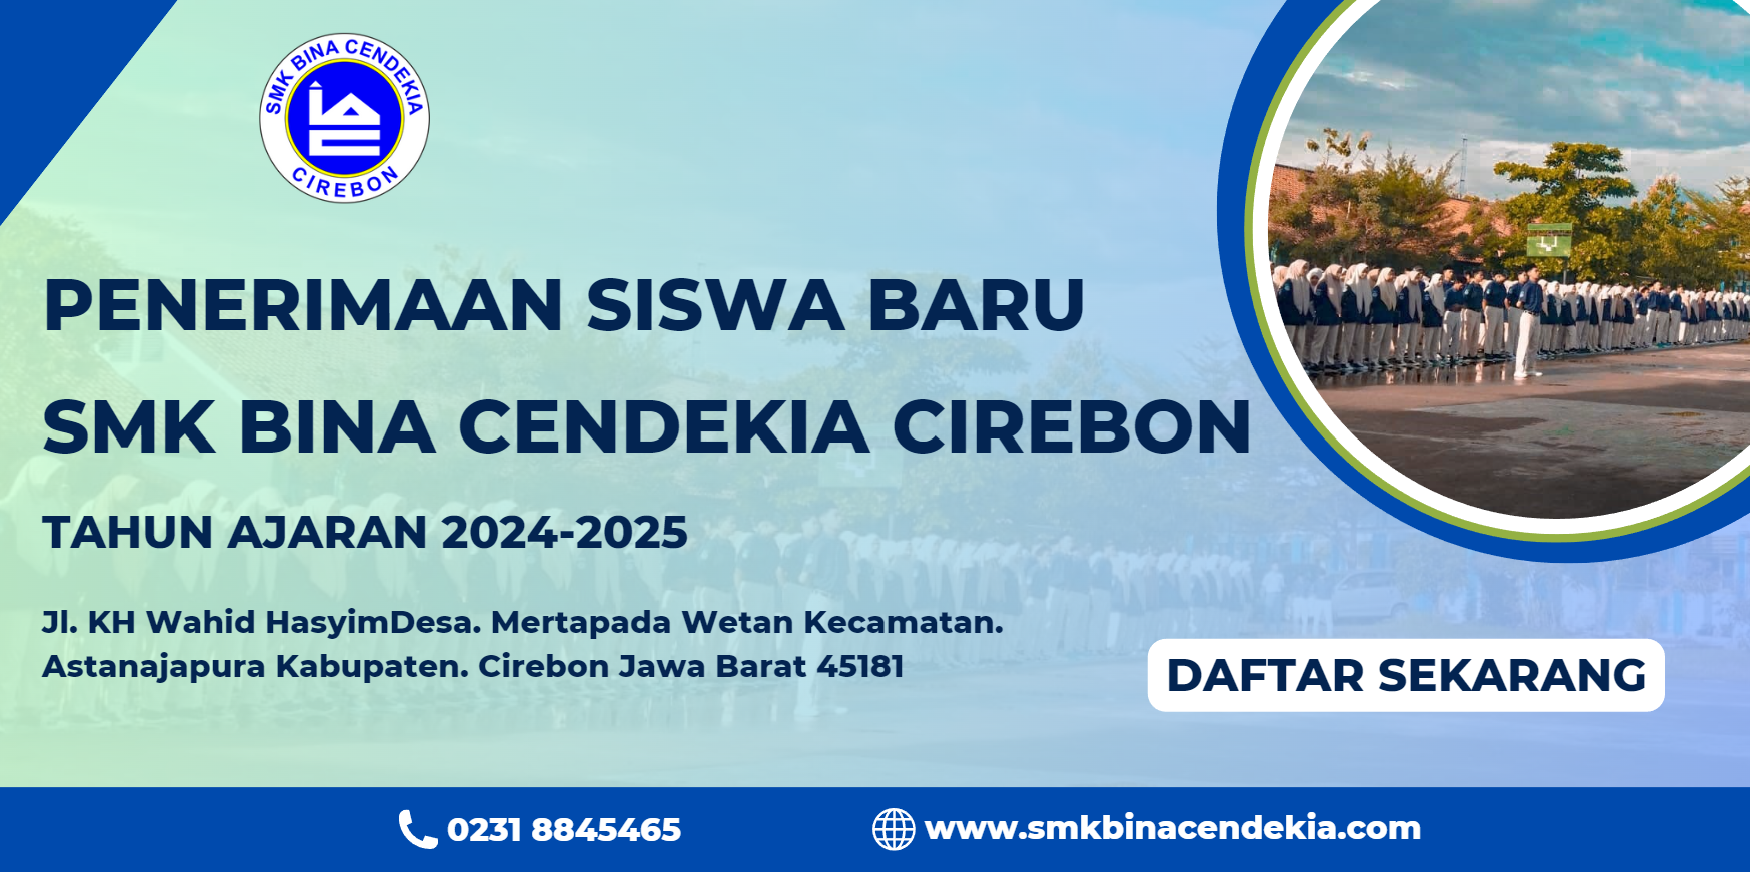 SMK BINA CENDEKIA
CIREBON
PENERIMAAN SISWA BARU
SMK BINA CENDEKIA CIREBON
TAHUN AJARAN 2024-2025
Jl. KH Wahid HasyimDesa. Mertapada Wetan Kecamatan.
Astanajapura Kabupaten. Cirebon Jawa Barat 45181
DAFTAR SEKARANG
0231 8845465
www.smkbinacendekia.com